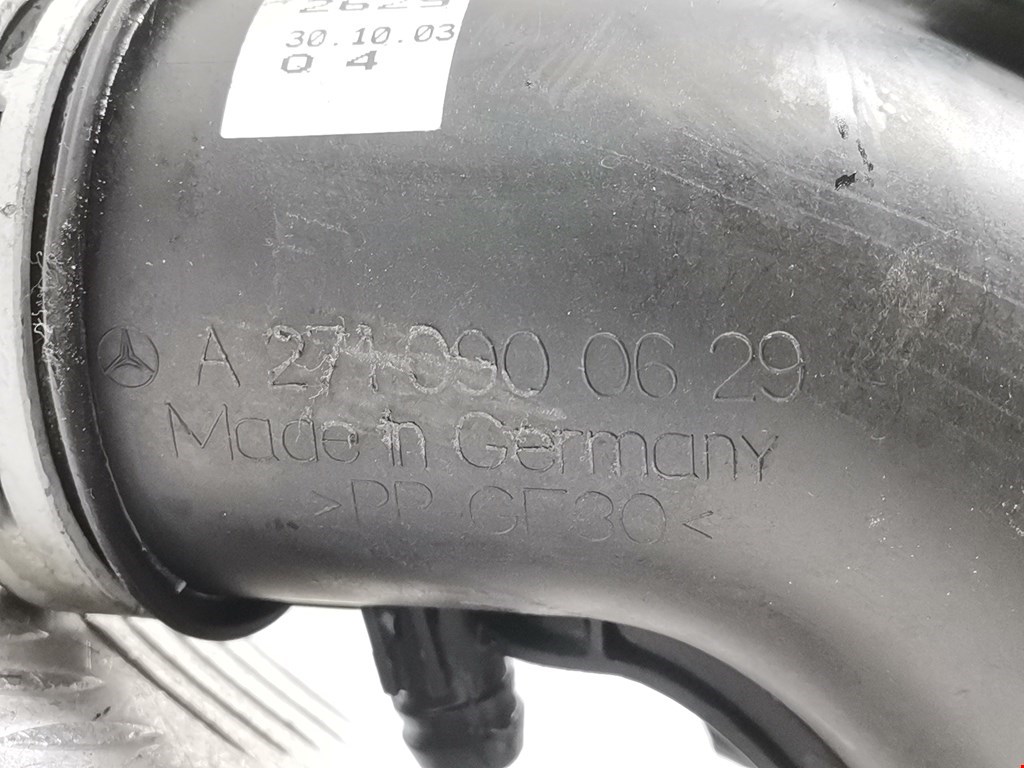 30.10.03
Q 4
A 271 090 06 29
Made in Germany
>PP GF30<